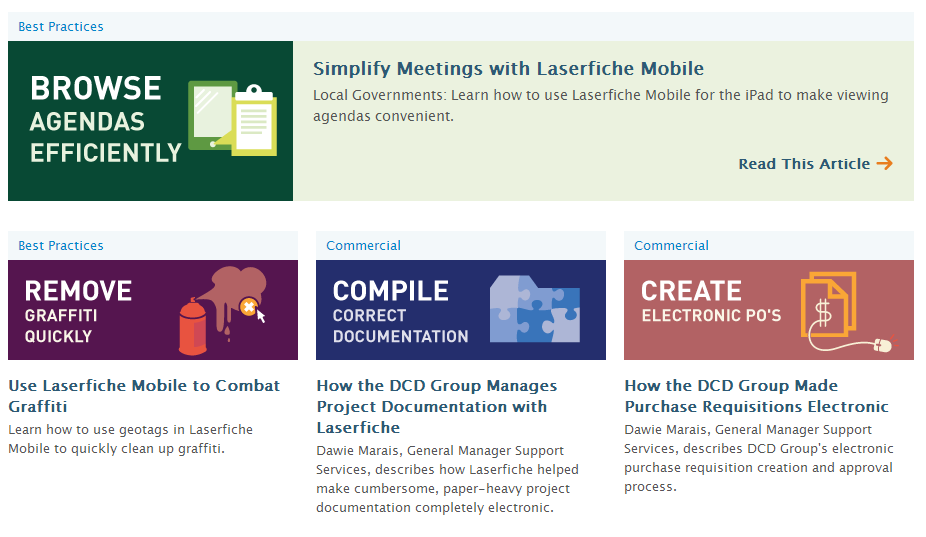 Best Practices
BROWSE
AGENDAS
EFFICIENTLY
Simplify Meetings with Laserfiche Mobile
Local Governments: Learn how to use Laserfiche Mobile for the iPad to make viewing
agendas convenient.
Read This Article
Best Practices
REMOVE
GRAFFITI
QUICKLY
Use Laserfiche Mobile to Combat
Graffiti
Learn how to use geotags in Laserfiche
Mobile to quickly clean up graffiti.
Commercial
COMPILE
CORRECT
DOCUMENTATION
How the DCD Group Manages
Project Documentation with
Laserfiche
Dawie Marais, General Manager Support
Services, describes how Laserfiche helped
make cumbersome, paper-heavy project
documentation completely electronic.
Commercial
CREATE
ELECTRONIC PO'S
$
How the DCD Group Made
Purchase Requisitions Electronic
Dawie Marais, General Manager Support
Services, describes DCD Group's electronic
purchase requisition creation and approval
process.